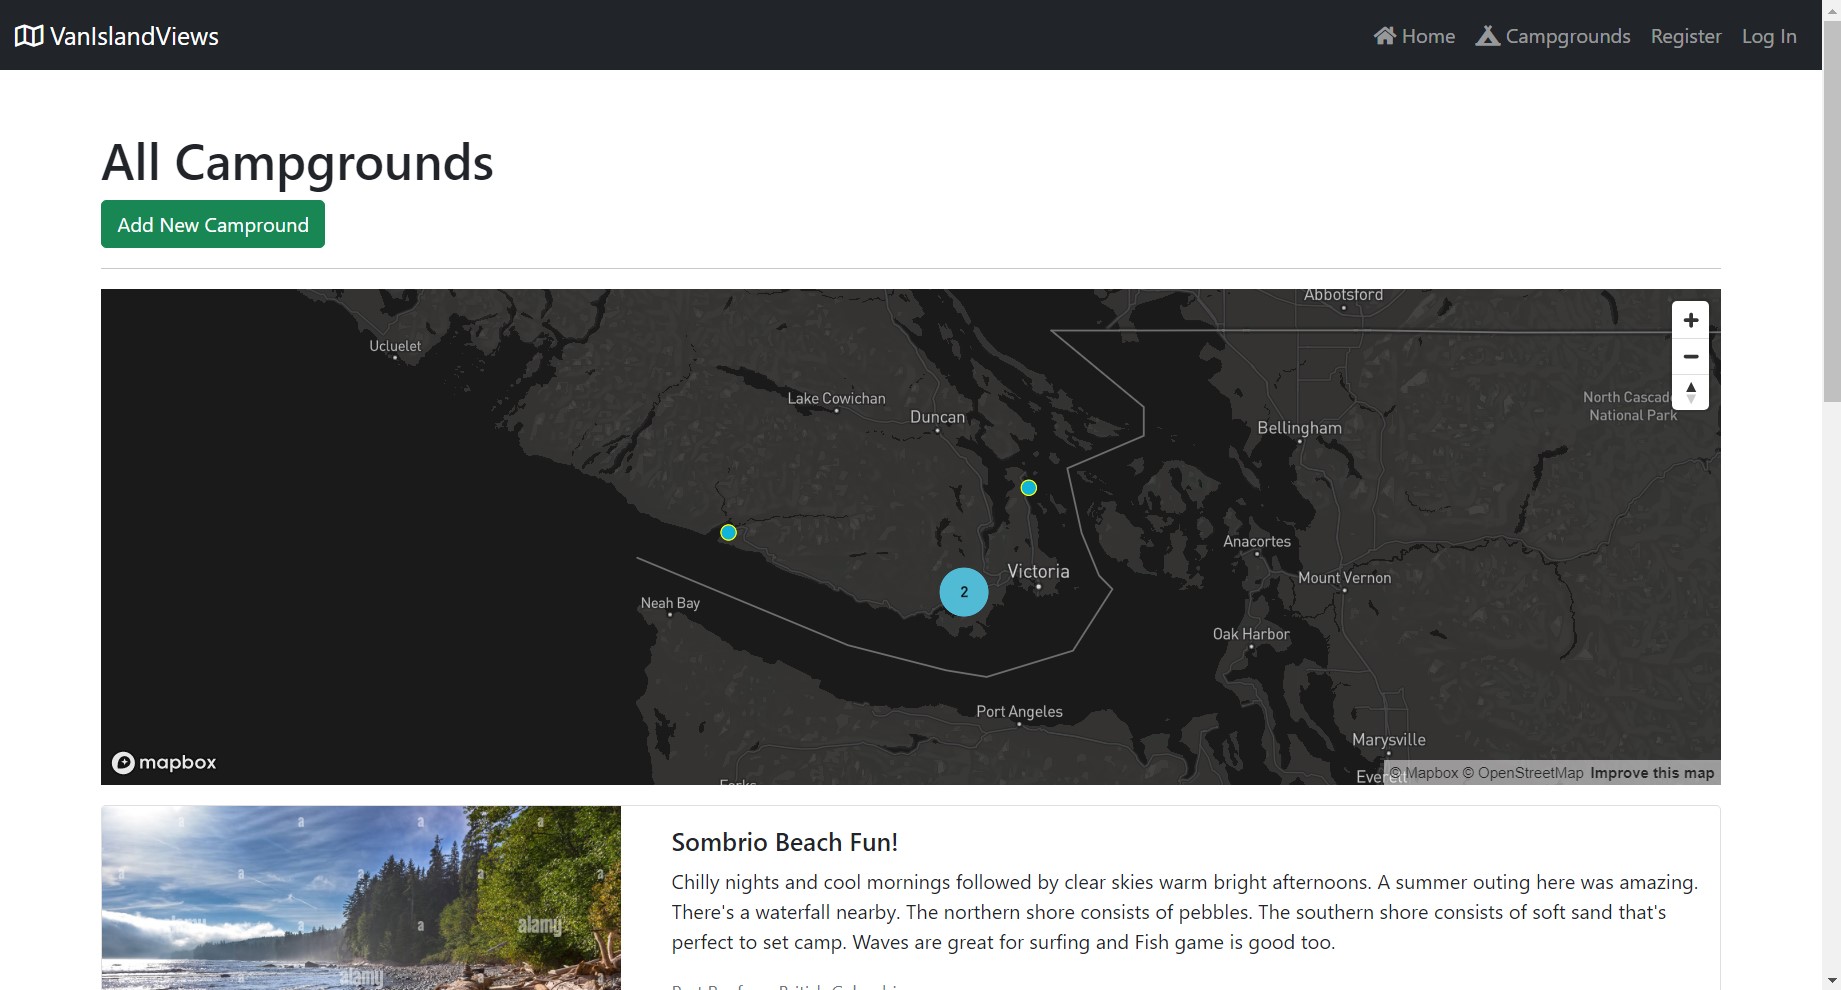 VanIslandViews
Home
Campgrounds
Register
Log In
All Campgrounds
Add New Campround
Abbotsford
Ucluelet
Lake Cowichan
North Cascade
National Park
Duncan
Bellingham
Anacortes
Victoria
Mount Vernon
2
Neah Bay
Oak Harbor
Port Angeles
Marysville
mapbox
Everett
© Mapbox © OpenStreetMap Improve this map
Sombrio Beach Fun!
Chilly nights and cool mornings followed by clear skies warm bright afternoons. A summer outing here was amazing.
There's a waterfall nearby. The northern shore consists of pebbles. The southern shore consists of soft sand that's
perfect to set camp. Waves are great for surfing and Fish game is good too.
alamy
alamy
alamy